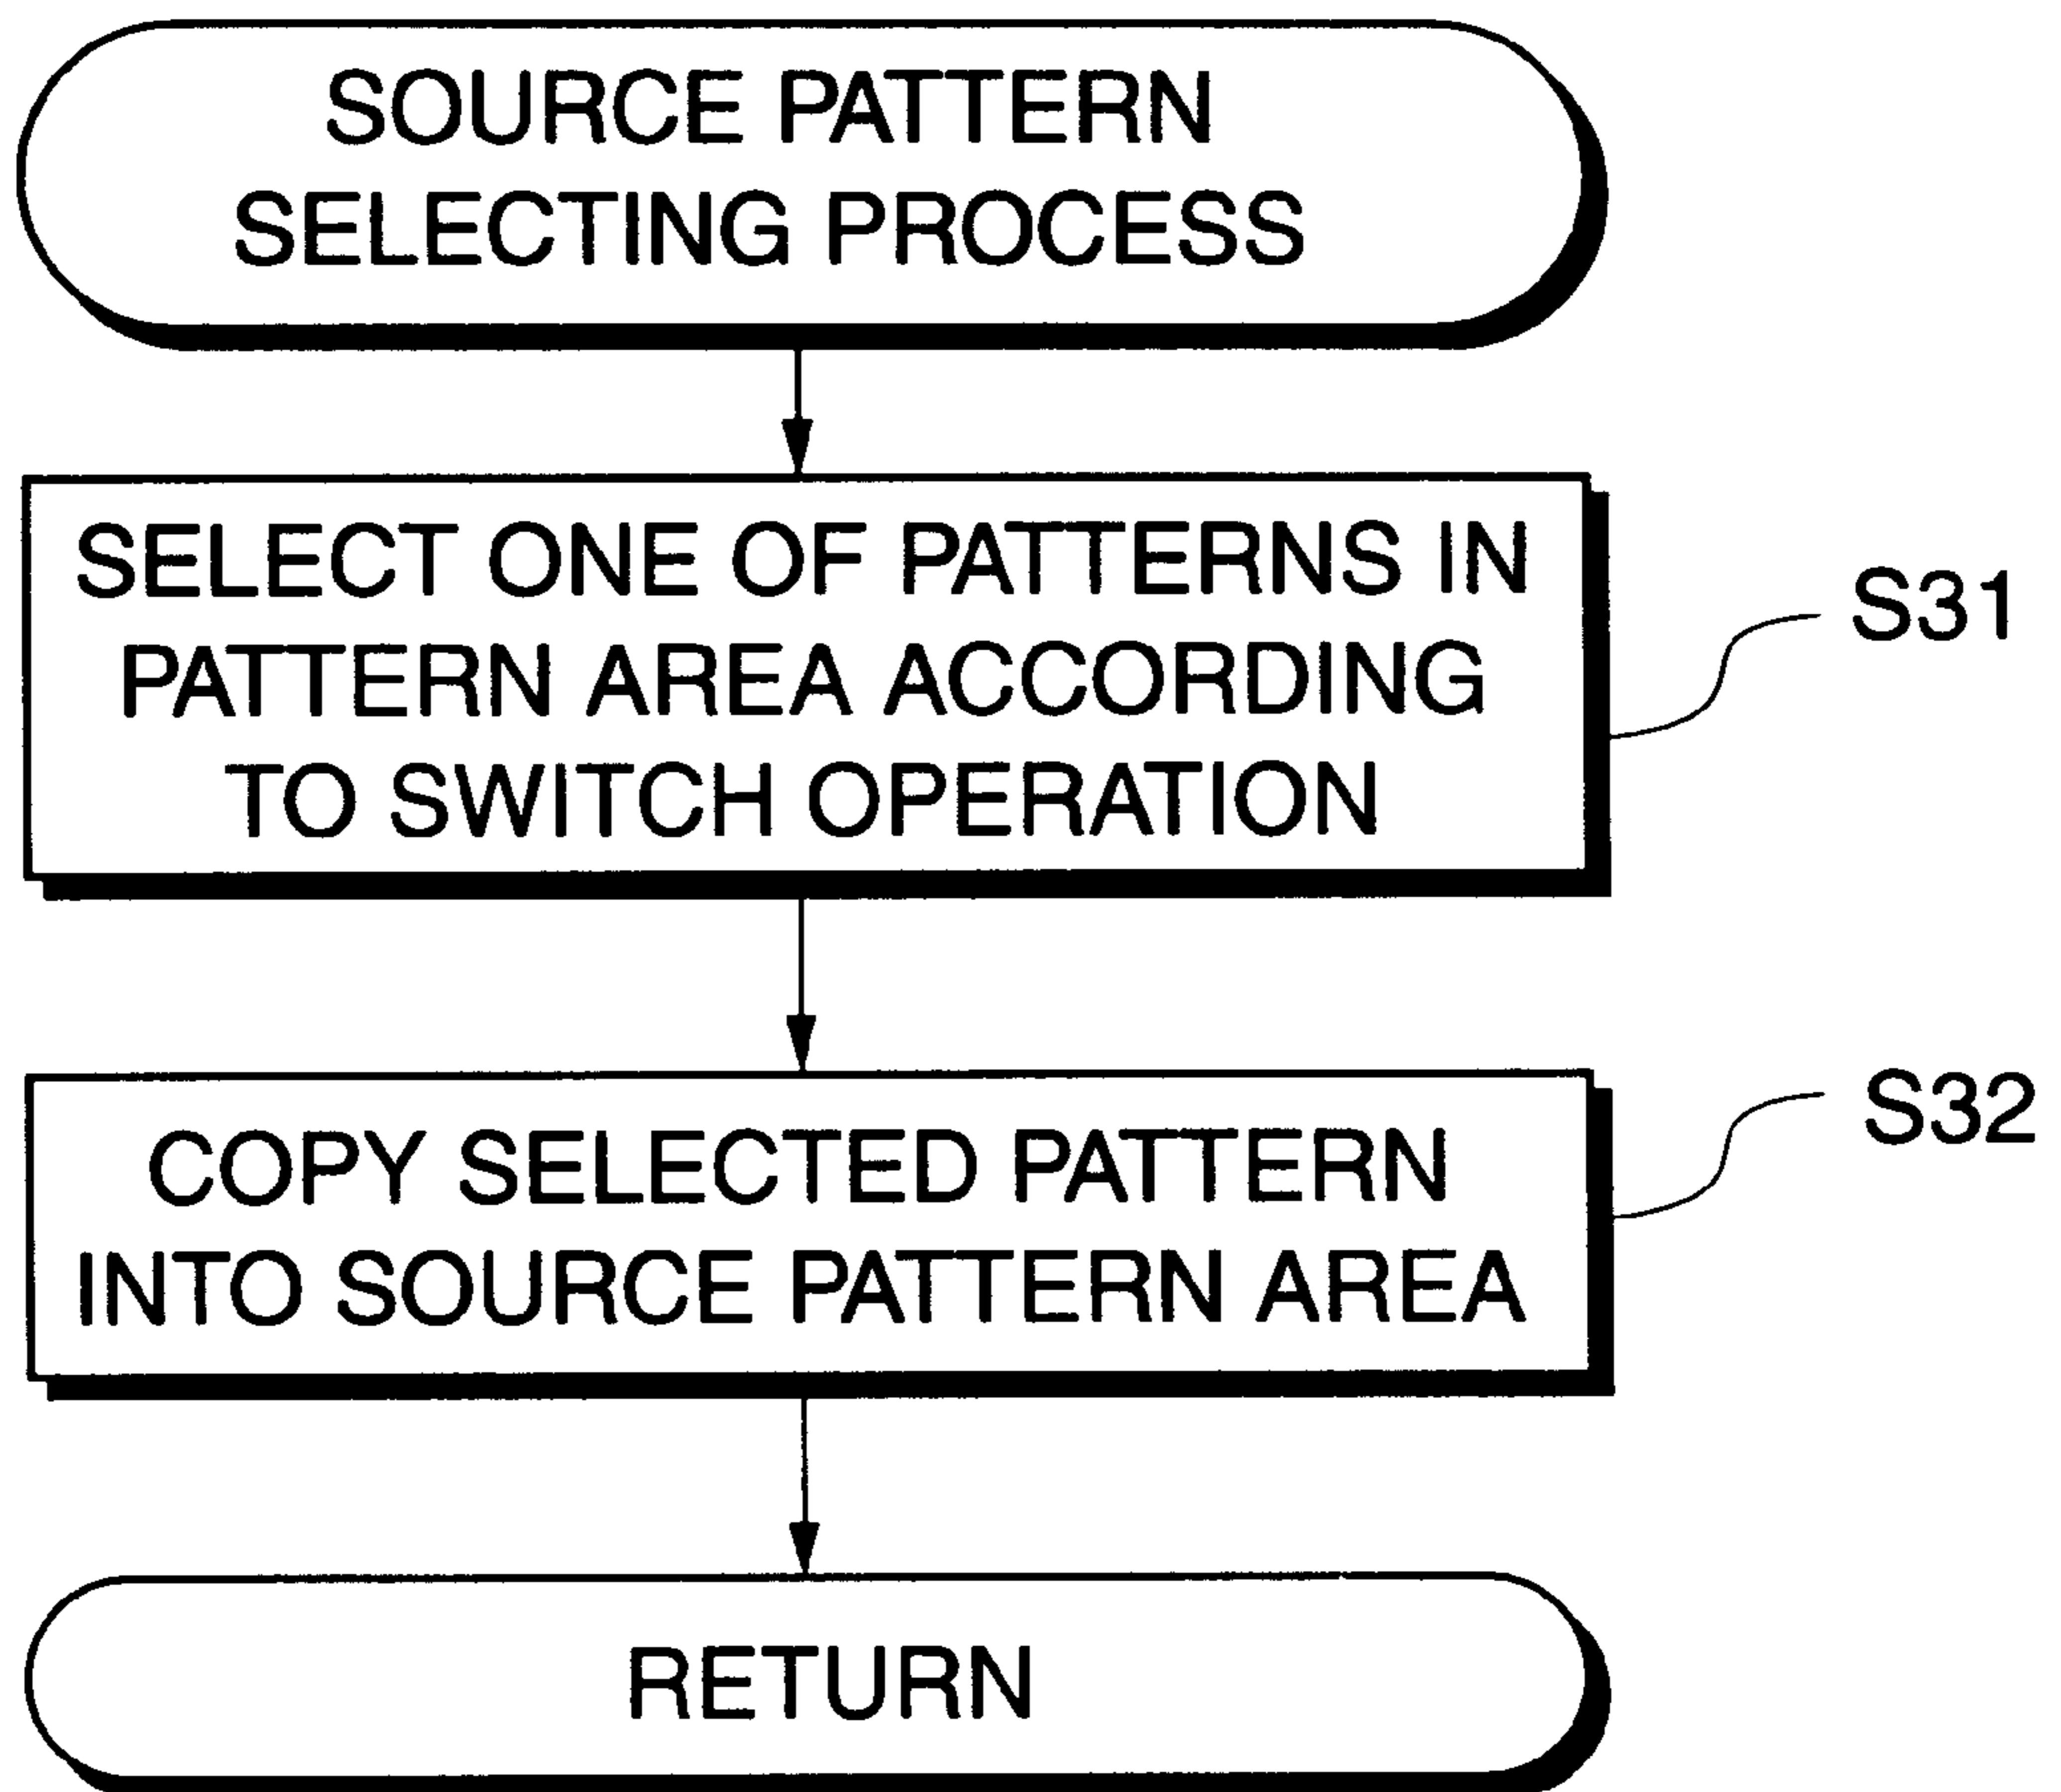 SOURCE PATTERN
SELECTING PROCESS
SELECT ONE OF PATTERNS IN
PATTERN AREA ACCORDING
TO SWITCH OPERATION
S31
COPY SELECTED PATTERN
INTO SOURCE PATTERN AREA
S32
RETURN